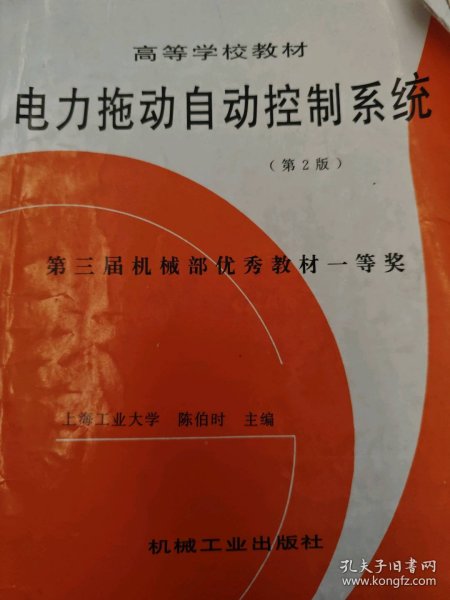 高等学校教材
电力拖动自动控制系统
（第2版）
第三届机械部优秀教材一等奖
上海工业大学 陈伯时 主编
机械工业出版社
孔夫子旧书网
www.kongfz.com